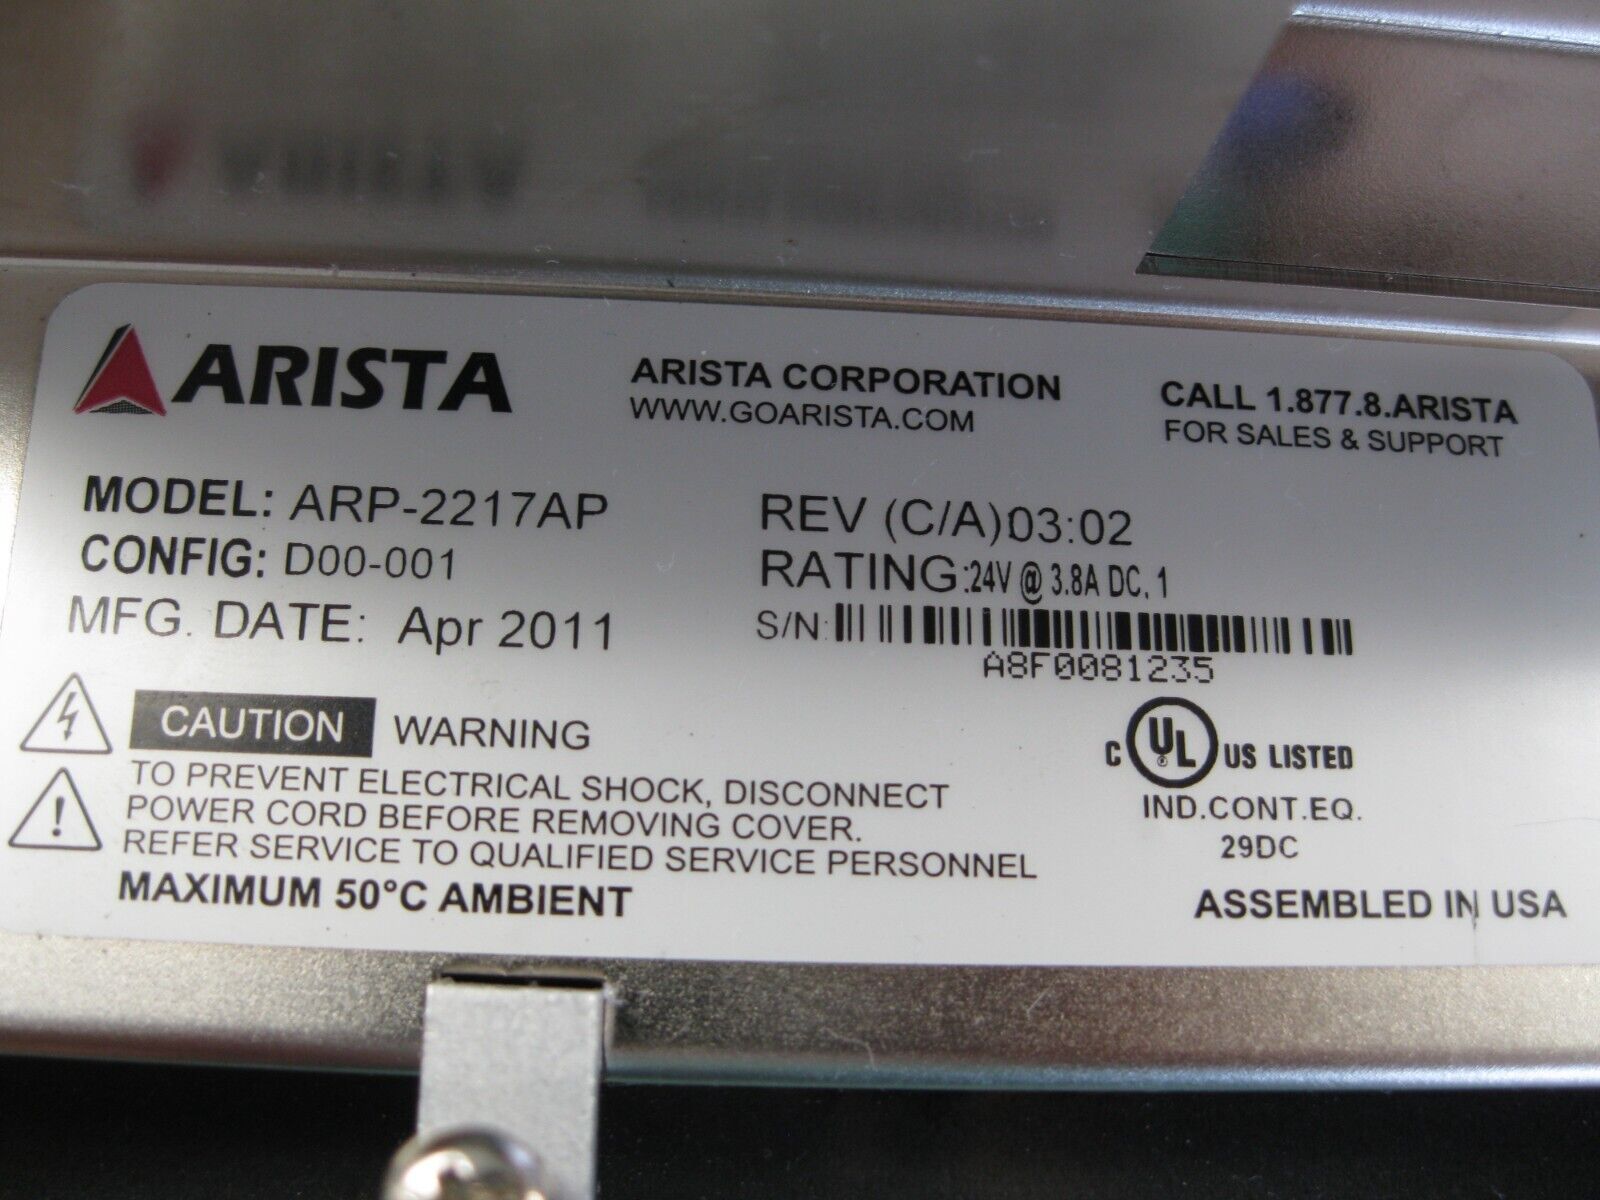 ARISTA
ARISTA CORPORATION
WWW.GOARISTA.COM
CALL 1.877.8.ARISTA
FOR SALES & SUPPORT
MODEL: ARP-2217AP
CONFIG: D00-001
MFG. DATE: Apr 2011
REV (C/A):03:02
RATING:24V @ 3.8A DC, 1
S/N:
A8F0081235
CAUTION WARNING
TO PREVENT ELECTRICAL SHOCK, DISCONNECT
POWER CORD BEFORE REMOVING COVER.
REFER SERVICE TO QUALIFIED SERVICE PERSONNEL
MAXIMUM 50°C AMBIENT
C UL® US LISTED
IND.CONT.EQ.
29DC
ASSEMBLED IN USA